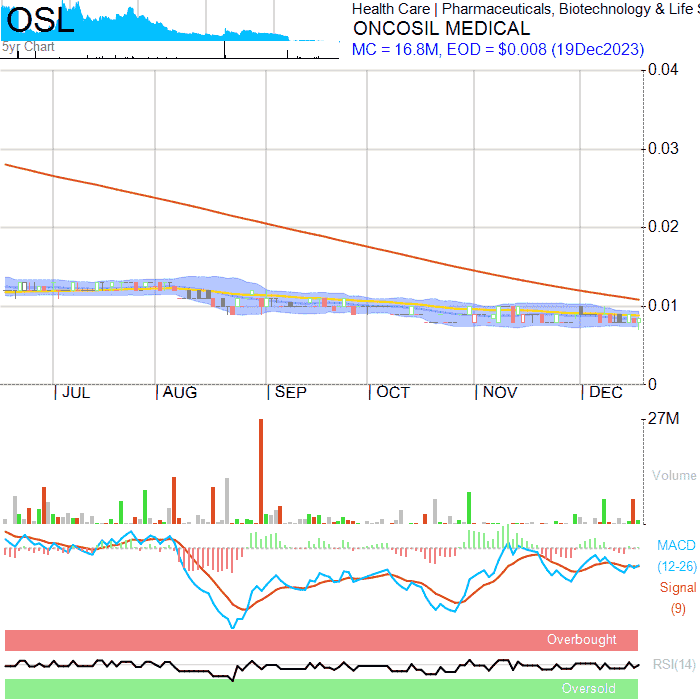 OSL
5yr Chart
Health Care | Pharmaceuticals, Biotechnology & Life S
ONCOSIL MEDICAL
MC = 16.8M, EOD = $0.008 (19Dec2023)
0.04
0.03
0.02
0.01
0
JUL AUG SEP OCT NOV DEC
27M
Volume
MACD
(12-26)
Signal
(9)
Overbought
RSI(14)
Oversold